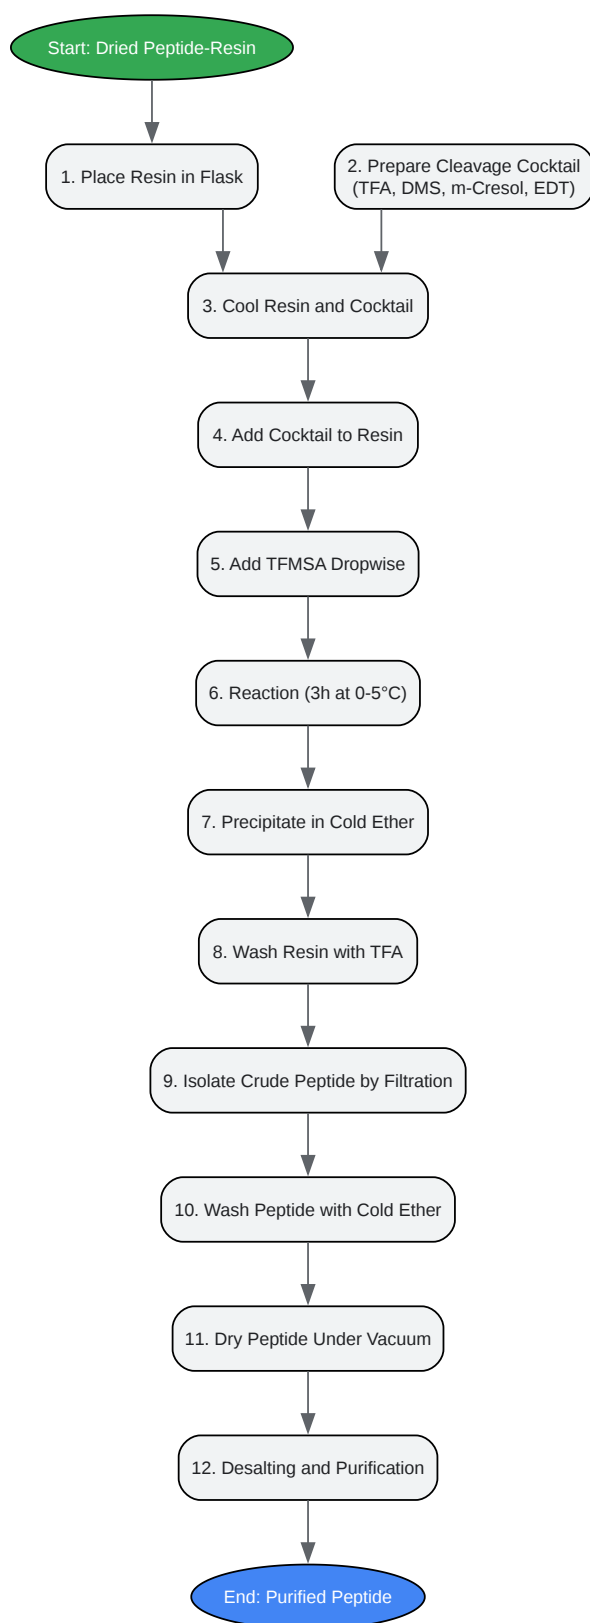 Start: Dried Peptide-Resin
1. Place Resin in Flask
2. Prepare Cleavage Cocktail
(TFA, DMS, m-Cresol, EDT)
3. Cool Resin and Cocktail
4. Add Cocktail to Resin
5. Add TFMSA Dropwise
6. Reaction (3h at 0-5°C)
7. Precipitate in Cold Ether
8. Wash Resin with TFA
9. Isolate Crude Peptide by Filtration
10. Wash Peptide with Cold Ether
11. Dry Peptide Under Vacuum
12. Desalting and Purification
End: Purified Peptide